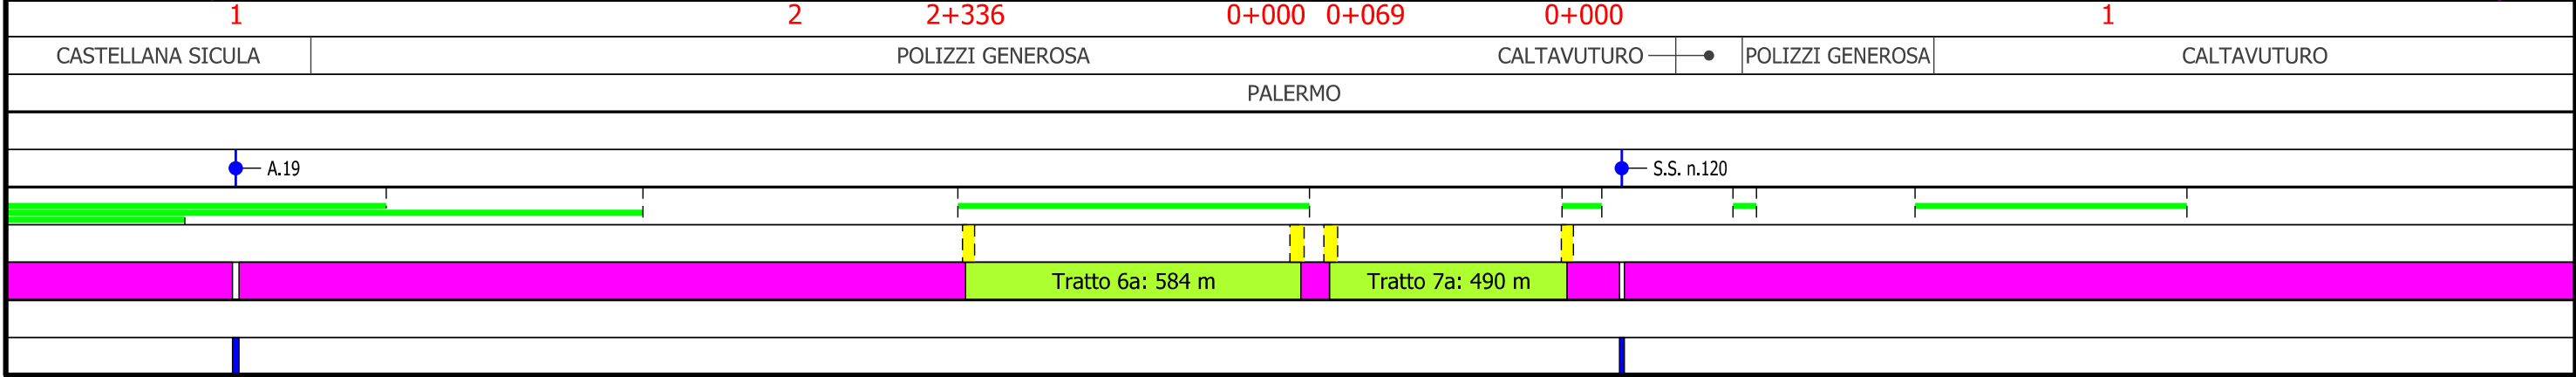 1 2 2+336 0+000 0+069 0+000 1
CASTELLANA SICULA POLIZZI GENEROSA CALTAVUTURO POLIZZI GENEROSA CALTAVUTURO
PALERMO
A.19 S.S. n.120
Tratto 6a: 584 m Tratto 7a: 490 m